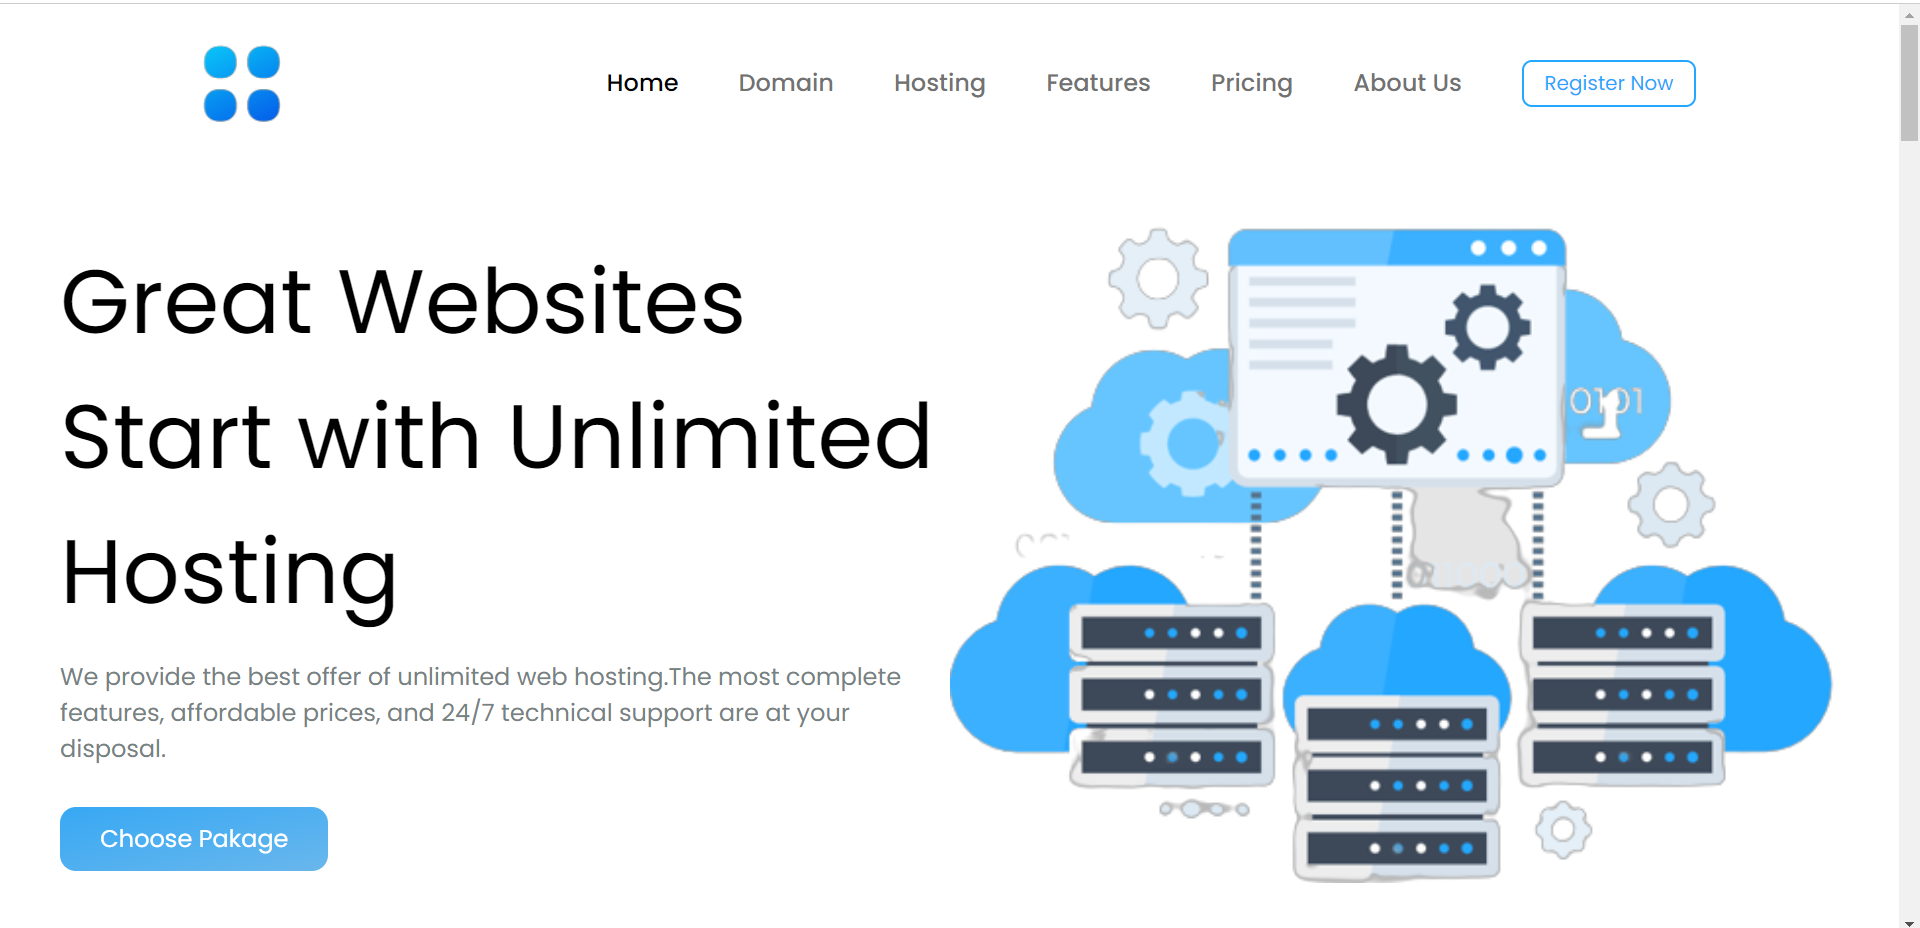 Home Domain Hosting Features Pricing About Us Register Now
Great Websites
Start with Unlimited
Hosting
We provide the best offer of unlimited web hosting.The most complete
features, affordable prices, and 24/7 technical support are at your
disposal.
Choose Pakage
0101